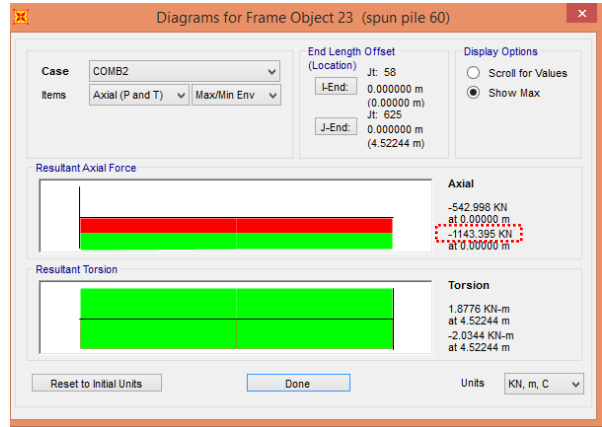 Diagrams for Frame Object 23 (spun pile 60)
×
Case
COMB2
Items
Axial (P and T)
Max/Min Env
End Length Offset
(Location)
Jt: 58
I-End:
0.000000 m
(0.00000 m)
Jt: 625
J-End:
0.000000 m
(4.52244 m)
Display Options
Scroll for Values
Show Max
Resultant Axial Force
Axial
-542.998 KN
at 0.00000 m
-1143.395 KN
at 0.00000 m
Resultant Torsion
Torsion
1.8776 KN-m
at 4.52244 m
-2.0344 KN-m
at 4.52244 m
Reset to Initial Units
Done
Units
KN, m, C